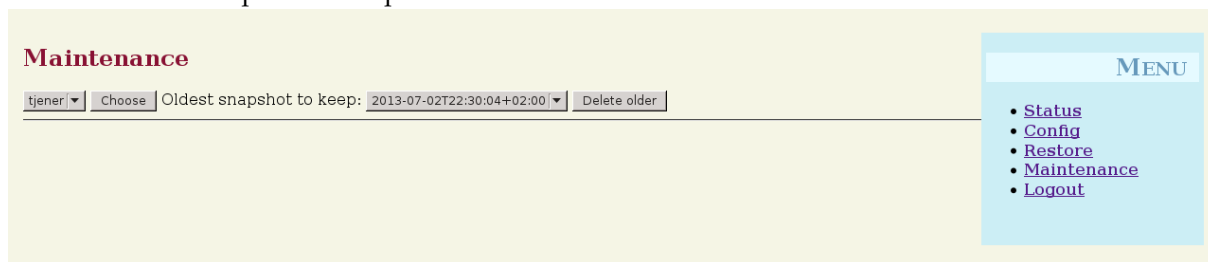 Maintenance
tjener Choose Oldest snapshot to keep: 2013-07-02T22:30:04+02:00 Delete older
MENU
Status
Config
Restore
Maintenance
Logout